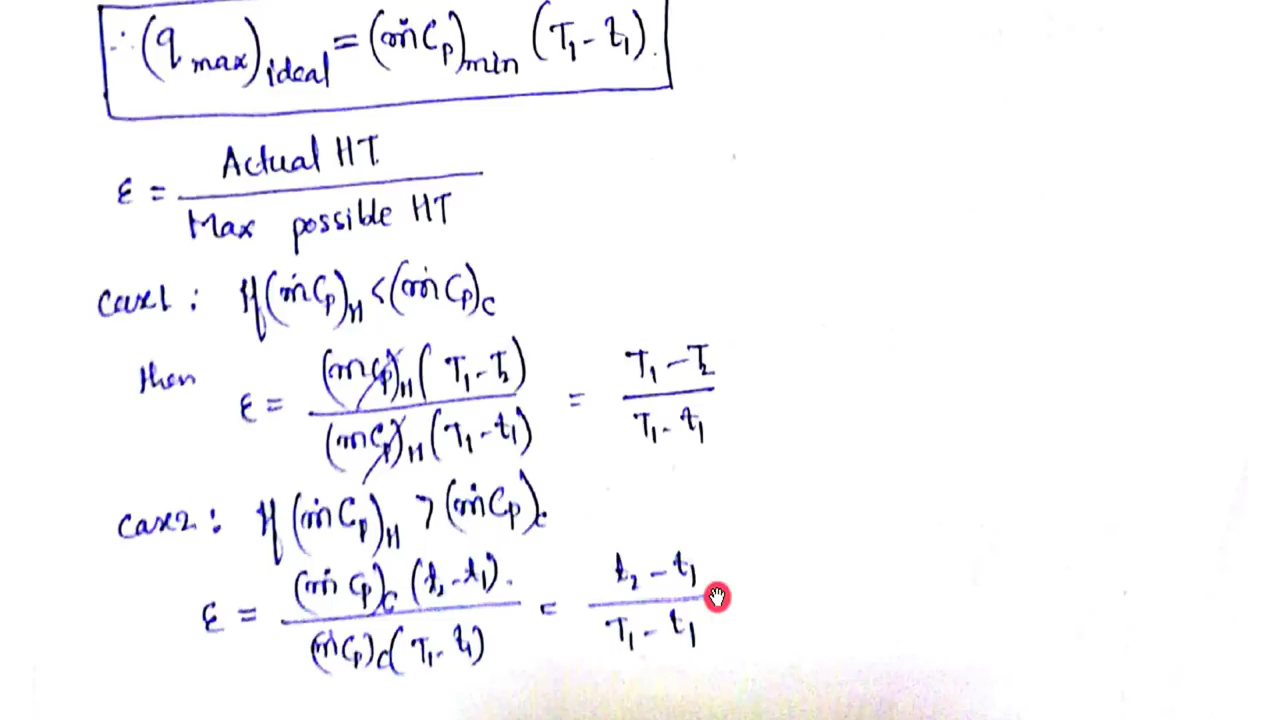 ∴ (q max)ideal = (ṁCp)min (T₁ - t₁).
ε = Actual HT / Max possible HT
Case1 : If (ṁCp)H < (ṁCp)C
then ε = (ṁCp)H (T₁ - T₂) / (ṁCp)H (T₁ - t₁) = T₁ - T₂ / T₁ - t₁
Case2 : If (ṁCp)H > (ṁCp)C
ε = (ṁCp)C (t₂ - t₁). / (ṁCp)C (T₁ - t₁) = t₂ - t₁ / T₁ - t₁